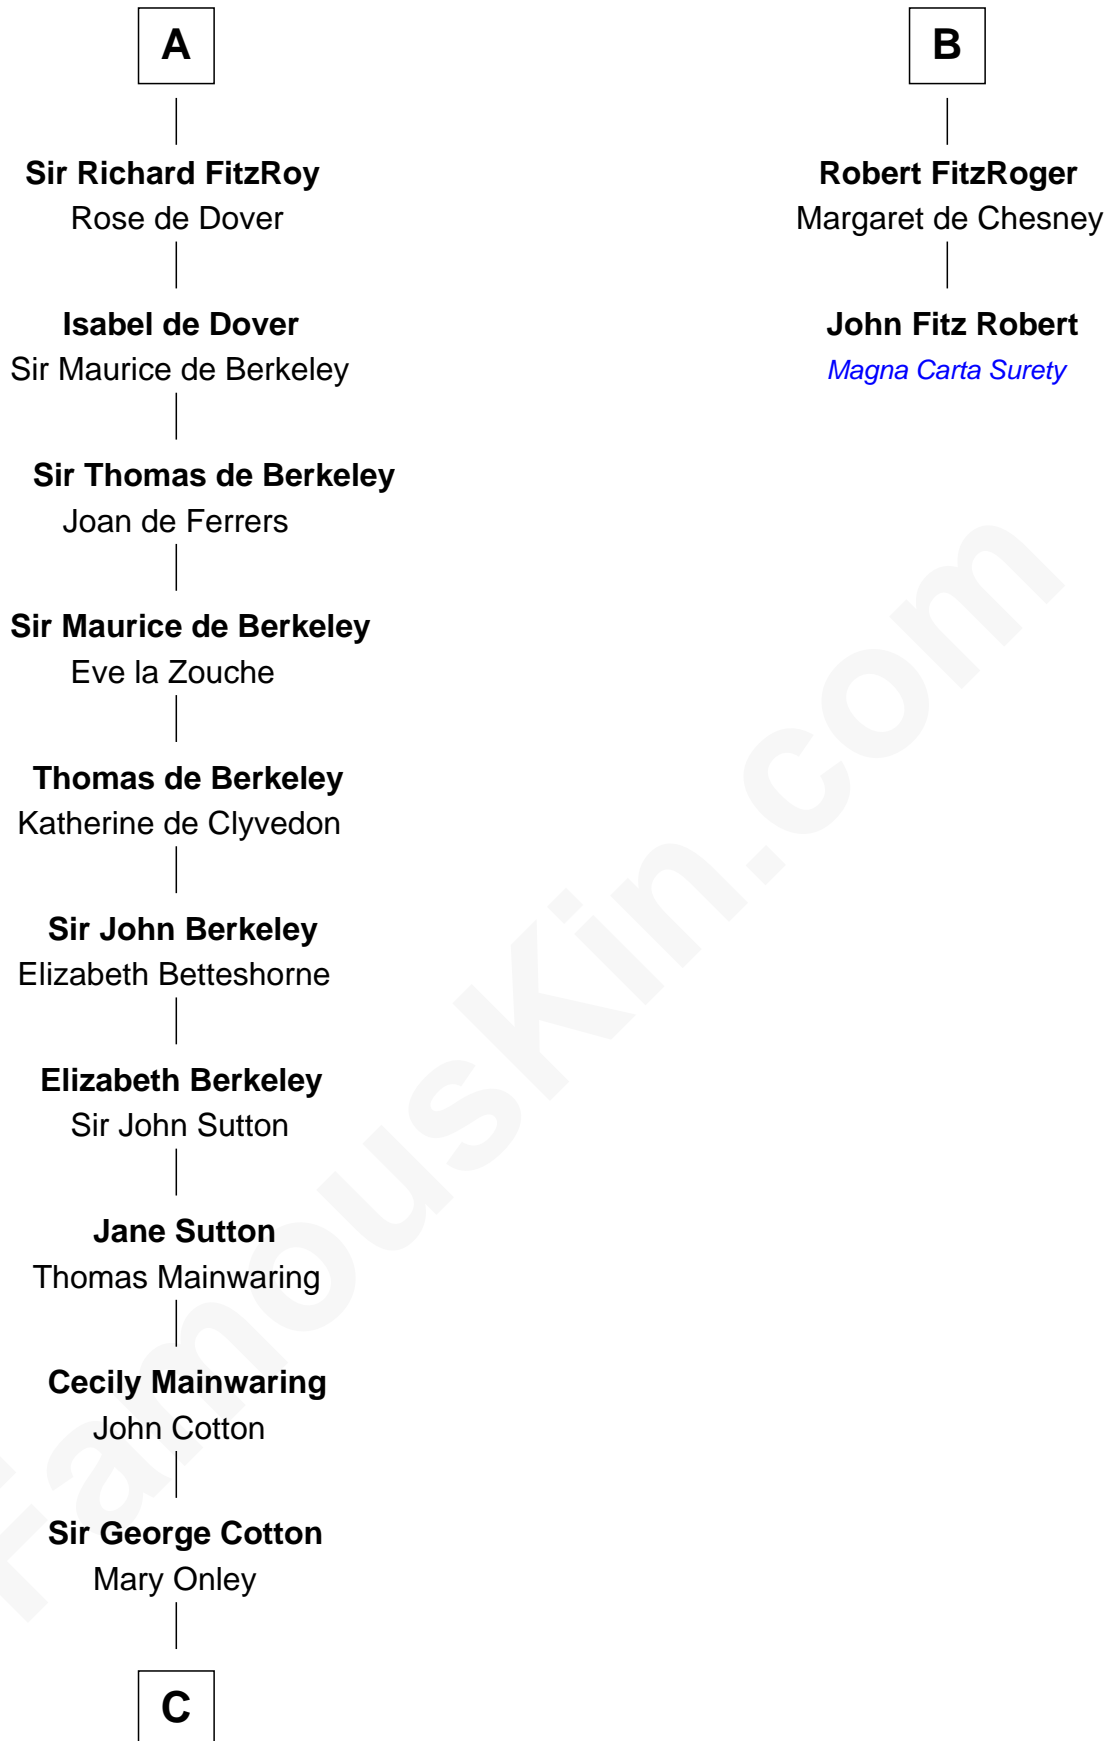 A
Sir Richard FitzRoy
Rose de Dover
Isabel de Dover
Sir Maurice de Berkeley
Sir Thomas de Berkeley
Joan de Ferrers
Sir Maurice de Berkeley
Eve la Zouche
Thomas de Berkeley
Katherine de Clyvedon
Sir John Berkeley
Elizabeth Betteshorne
Elizabeth Berkeley
Sir John Sutton
Jane Sutton
Thomas Mainwaring
Cecily Mainwaring
John Cotton
Sir George Cotton
Mary Onley
C
B
Robert FitzRoger
Margaret de Chesney
John Fitz Robert
Magna Carta Surety
FamousKin.com